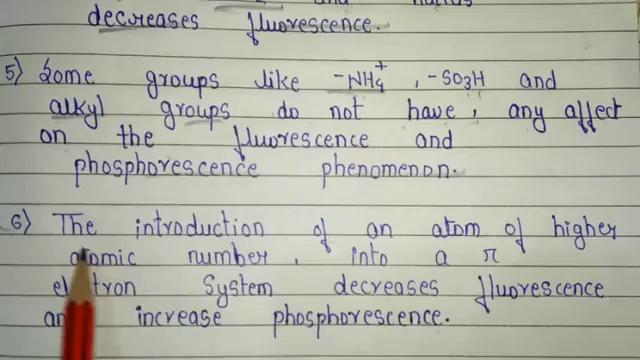 and
decreases fluorescence.
5) Some groups like -NH4+, -SO3H and
alkyl groups do not have, any affect
on the fluorescence and
phosphorescence phenomenon.
6) The introduction of an atom of higher
atomic number, into a π
electron System decreases fluorescence
and increase phosphorescence.